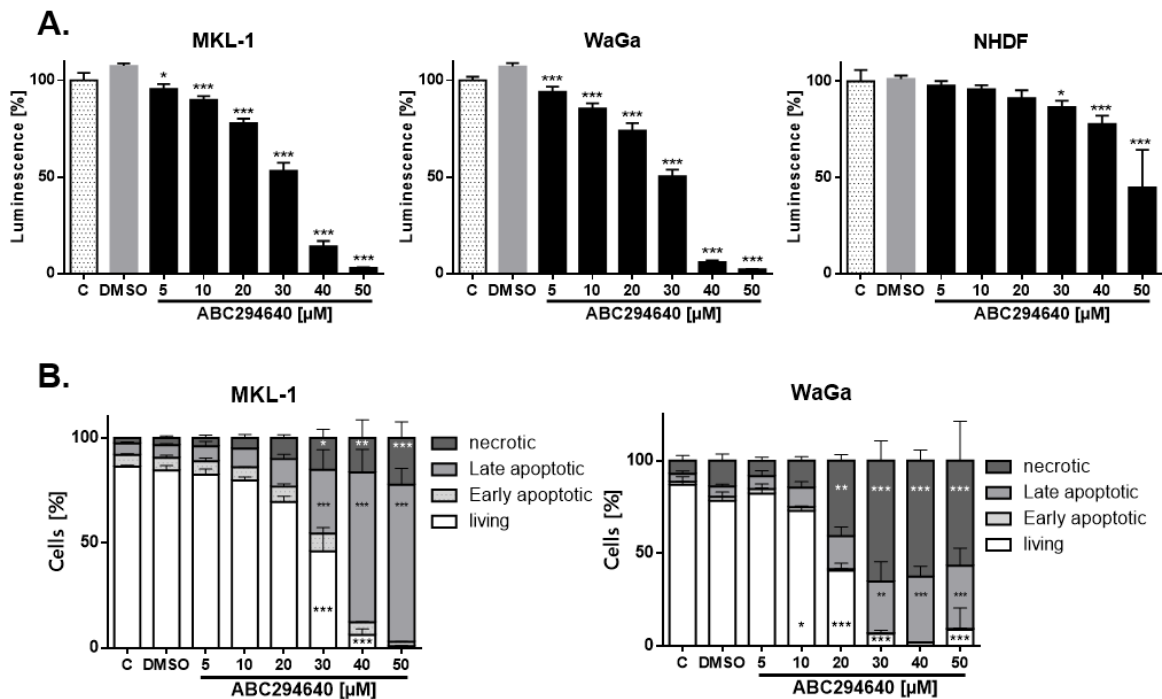 A.
MKL-1
Luminescence [%]
100
50
0
* *** *** *** *** ***
C DMSO 5 10 20 30 40 50
ABC294640 [µM]
WaGa
Luminescence [%]
100
50
0
*** *** *** *** *** ***
C DMSO 5 10 20 30 40 50
ABC294640 [µM]
NHDF
Luminescence [%]
100
50
0
* *** ***
C DMSO 5 10 20 30 40 50
ABC294640 [µM]
B.
MKL-1
Cells [%]
100
50
0
* ** ***
*** *** ***
*** ***
C DMSO 5 10 20 30 40 50
ABC294640 [µM]
necrotic
Late apoptotic
Early apoptotic
living
WaGa
Cells [%]
100
50
0
** *** *** ***
** *** ***
* *** *** ***
C DMSO 5 10 20 30 40 50
ABC294640 [µM]
necrotic
Late apoptotic
Early apoptotic
living